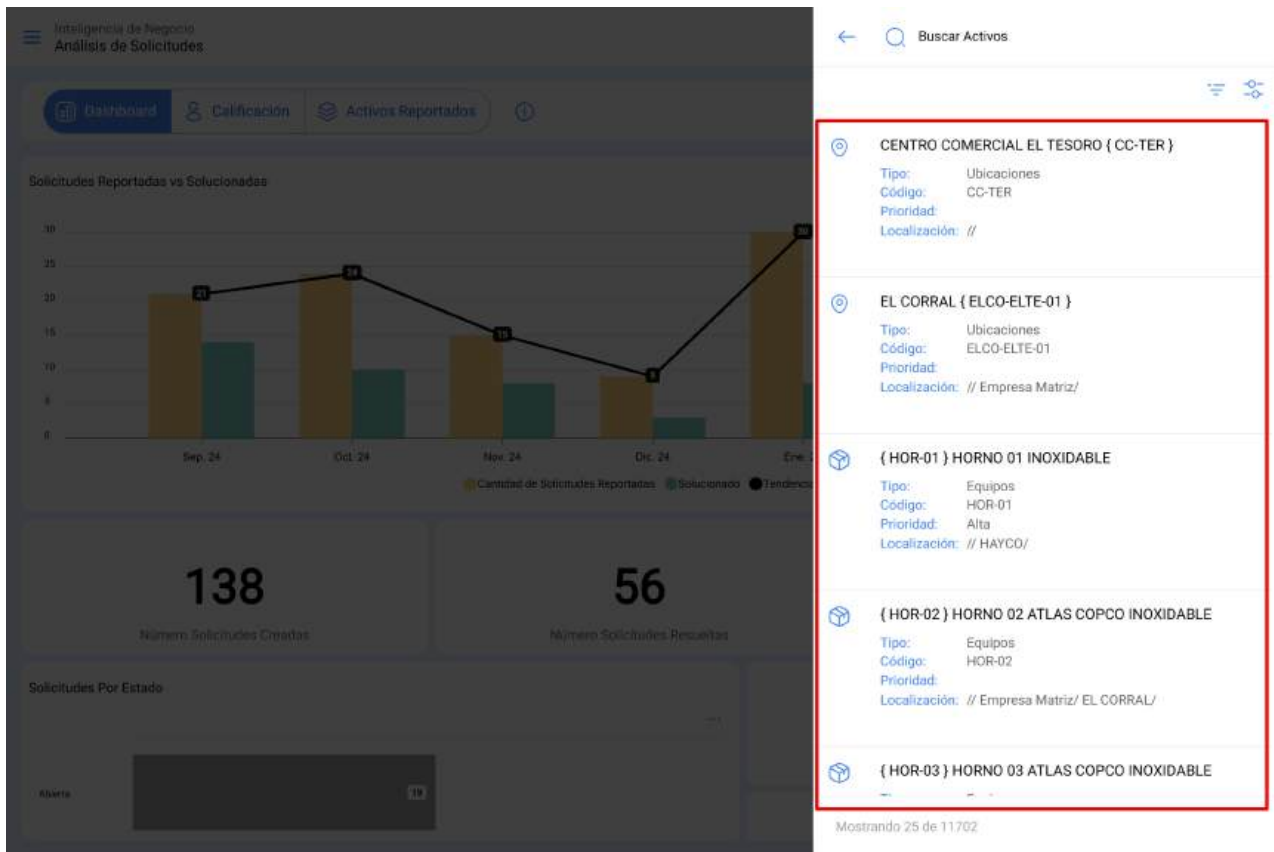 Inteligencia de Negocio
Análisis de Solicitudes
Dashboard
Calificación
Activos Reportados
Solicitudes Reportadas vs Solucionadas
30
25
20
15
10
5
0
21
24
15
9
30
Sep. 24
Oct. 24
Nov. 24
Dic. 24
Ene.
Cantidad de Solicitudes Reportadas
Solucionado
Tendencia
138
Número Solicitudes Creadas
56
Número Solicitudes Resueltas
Solicitudes Por Estado
Abierta
19
Buscar Activos
CENTRO COMERCIAL EL TESORO { CC-TER }
Tipo: Ubicaciones
Código: CC-TER
Prioridad:
Localización: //
EL CORRAL { ELCO-ELTE-01 }
Tipo: Ubicaciones
Código: ELCO-ELTE-01
Prioridad:
Localización: // Empresa Matriz/
{ HOR-01 } HORNO 01 INOXIDABLE
Tipo: Equipos
Código: HOR-01
Prioridad: Alta
Localización: // HAYCO/
{ HOR-02 } HORNO 02 ATLAS COPCO INOXIDABLE
Tipo: Equipos
Código: HOR-02
Prioridad:
Localización: // Empresa Matriz/ EL CORRAL/
{ HOR-03 } HORNO 03 ATLAS COPCO INOXIDABLE
Mostrando 25 de 11702